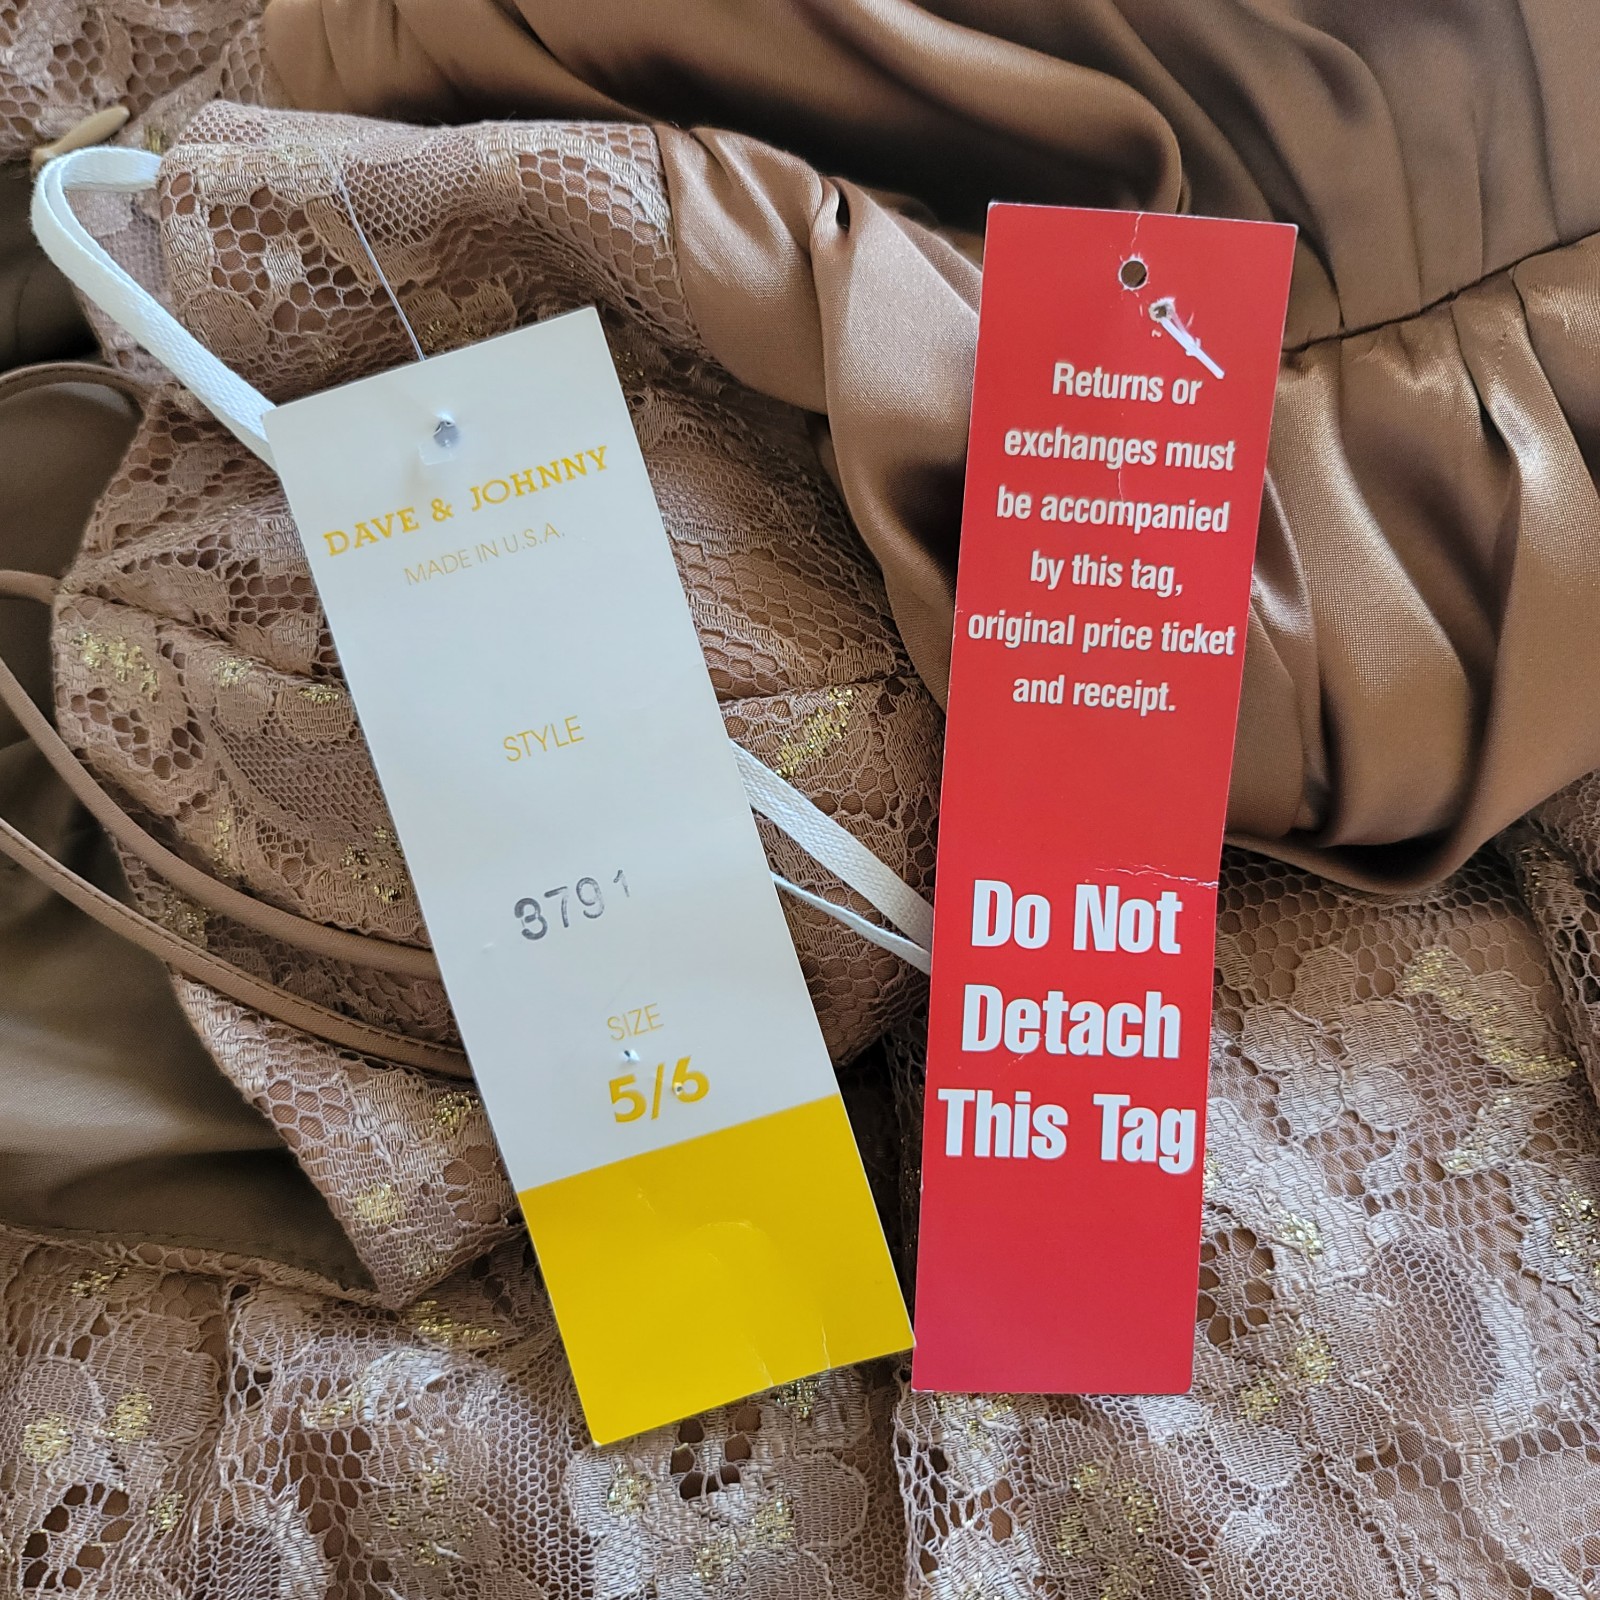 DAVE & JOHNNY
MADE IN U.S.A.
STYLE
3791
SIZE
5/6
Returns or
exchanges must
be accompanied
by this tag,
original price ticket
and receipt.
Do Not
Detach
This Tag